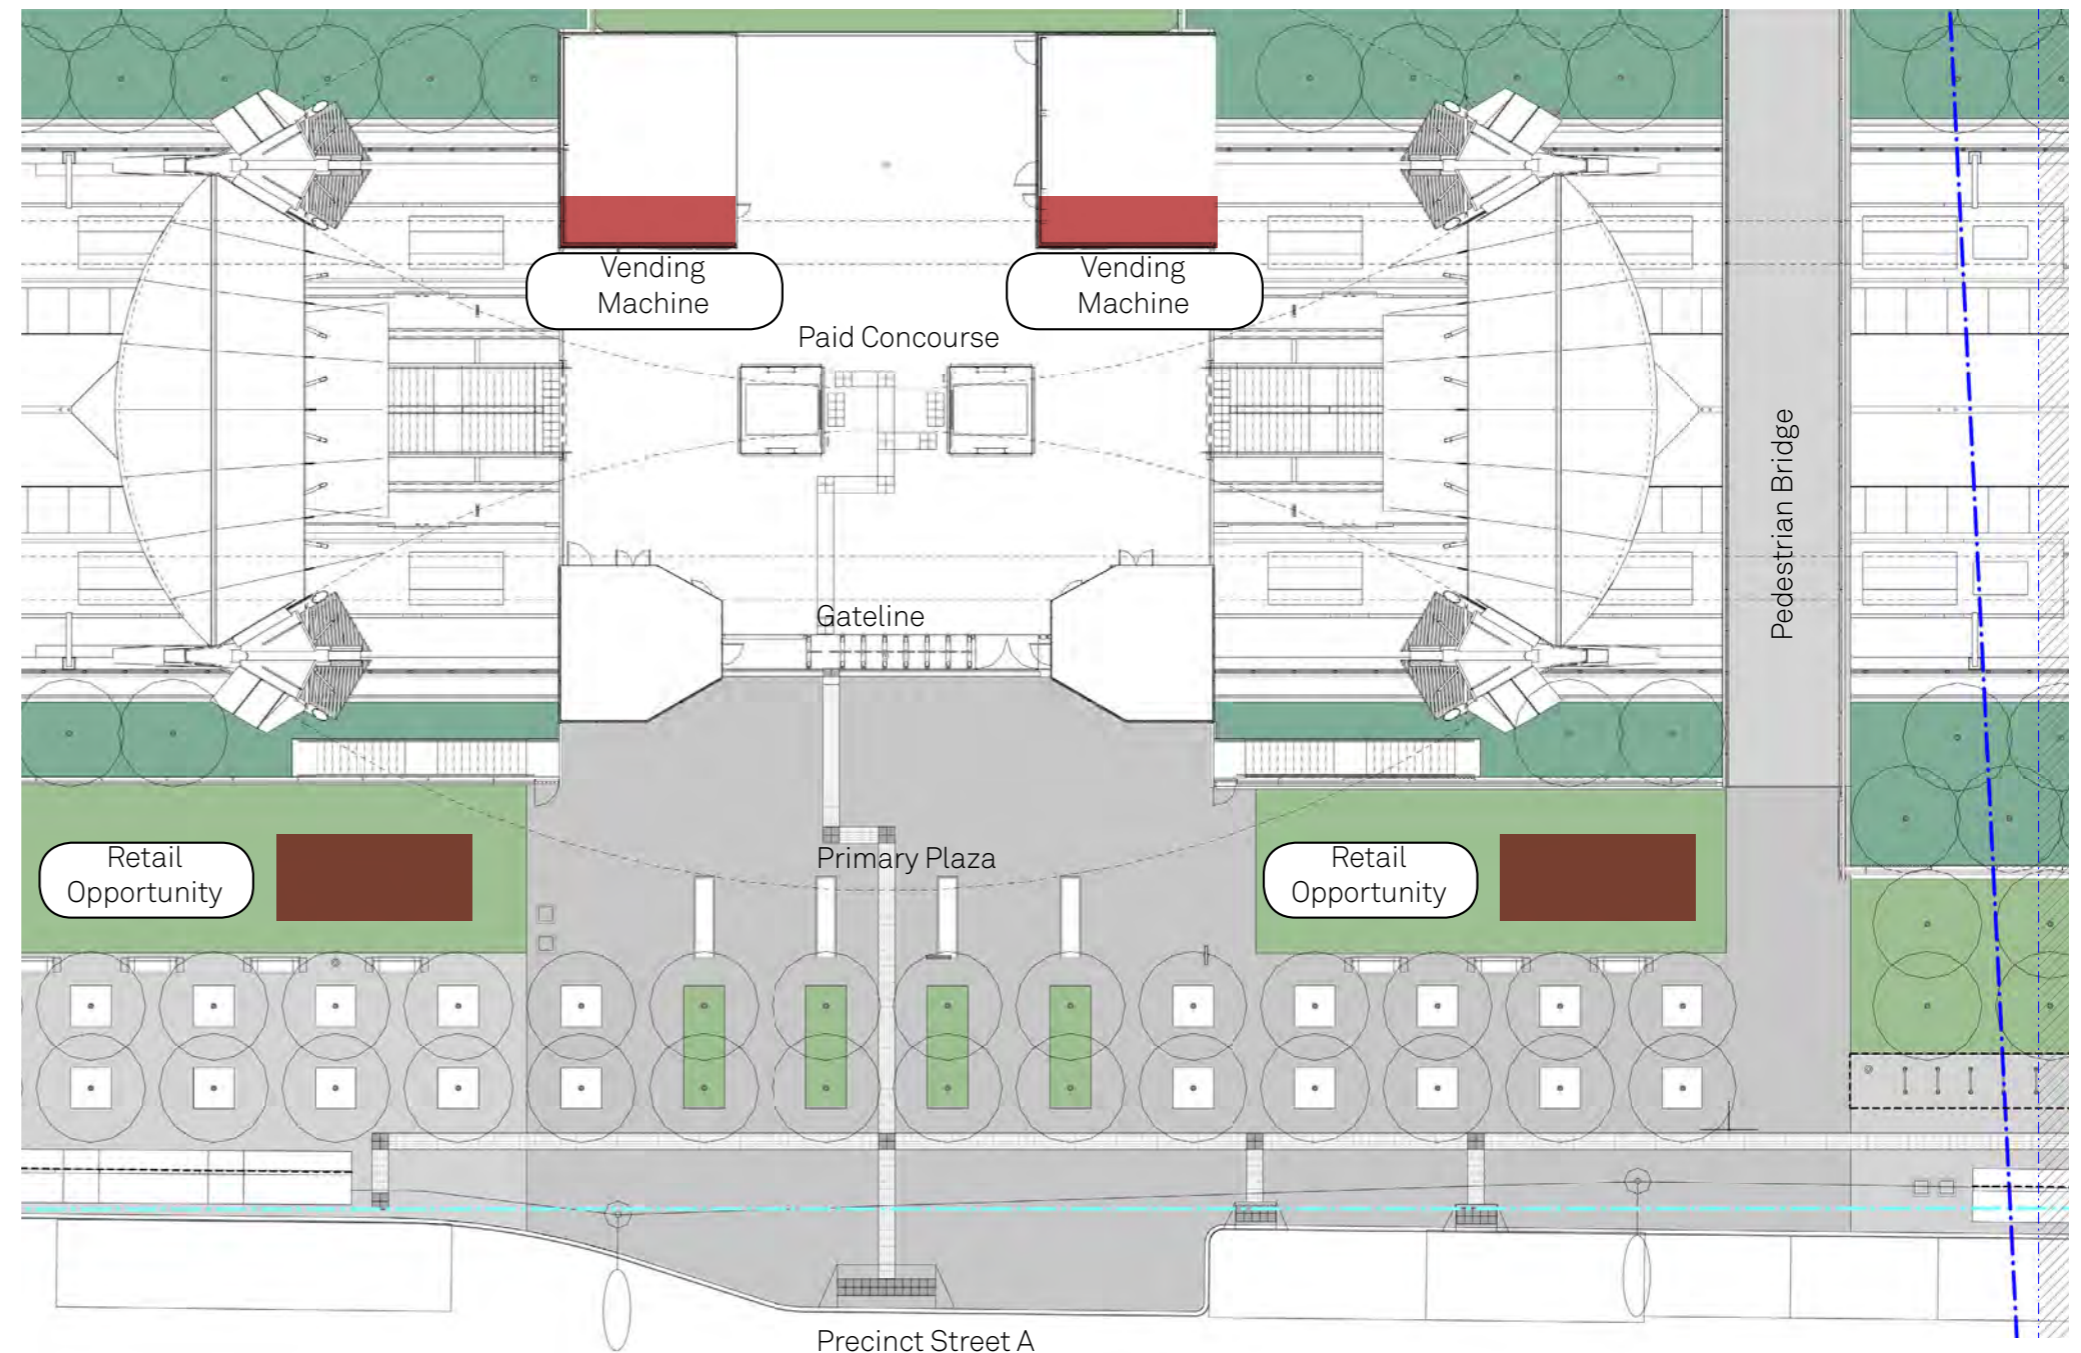 Vending
Machine
Vending
Machine
Paid Concourse
Pedestrian Bridge
Gateline
Retail
Opportunity
Primary Plaza
Retail
Opportunity
Precinct Street A